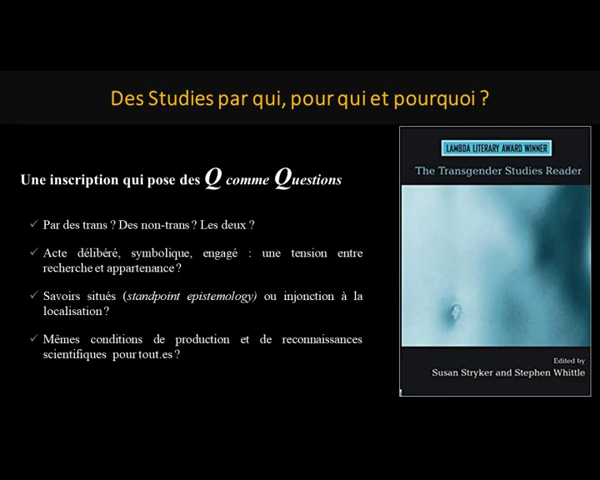 Des Studies par qui, pour qui et pourquoi ?
Une inscription qui pose des Q comme Questions
Par des trans ? Des non-trans ? Les deux ?
Acte délibéré, symbolique, engagé : une tension entre
recherche et appartenance ?
Savoirs situés (standpoint epistemology) ou injonction à la
localisation ?
Mêmes conditions de production et de reconnaissances
scientifiques pour tout.es ?
LAMBDA LITERARY AWARD WINNER
The Transgender Studies Reader
Edited by
Susan Stryker and Stephen Whittle